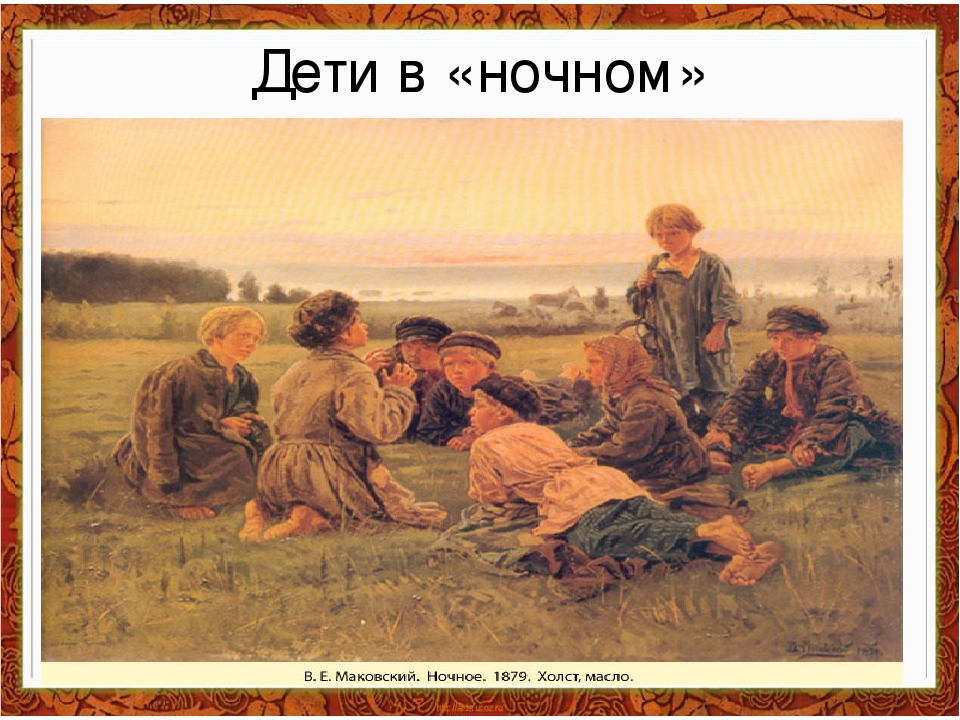 Дети в «ночном»
В. Е. Маковский. Ночное. 1879. Холст, масло.